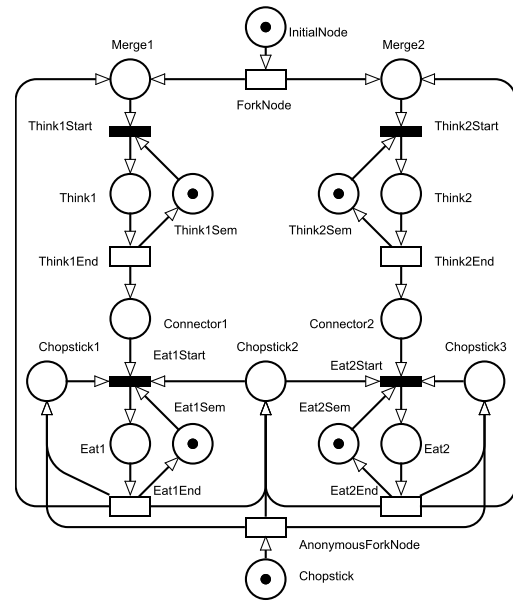 InitialNode
Merge1
Merge2
ForkNode
Think1Start
Think2Start
Think1
Think1Sem
Think2Sem
Think2
Think1End
Think2End
Connector1
Connector2
Eat1Start
Chopstick1
Chopstick2
Eat2Start
Chopstick3
Eat1Sem
Eat2Sem
Eat1
Eat2
Eat1End
Eat2End
AnonymousForkNode
Chopstick